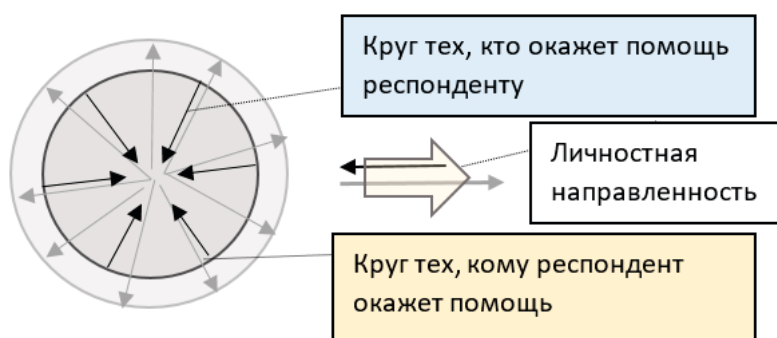 Круг тех, кто окажет помощь
респонденту
Личностная
направленность
Круг тех, кому респондент
окажет помощь